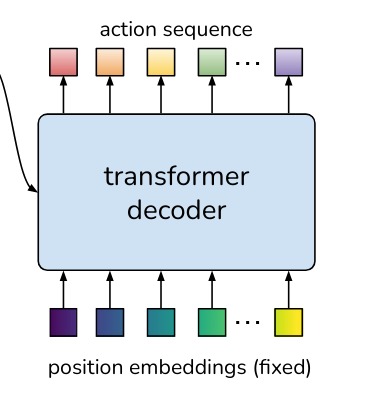 action sequence
...
transformer
decoder
...
position embeddings (fixed)